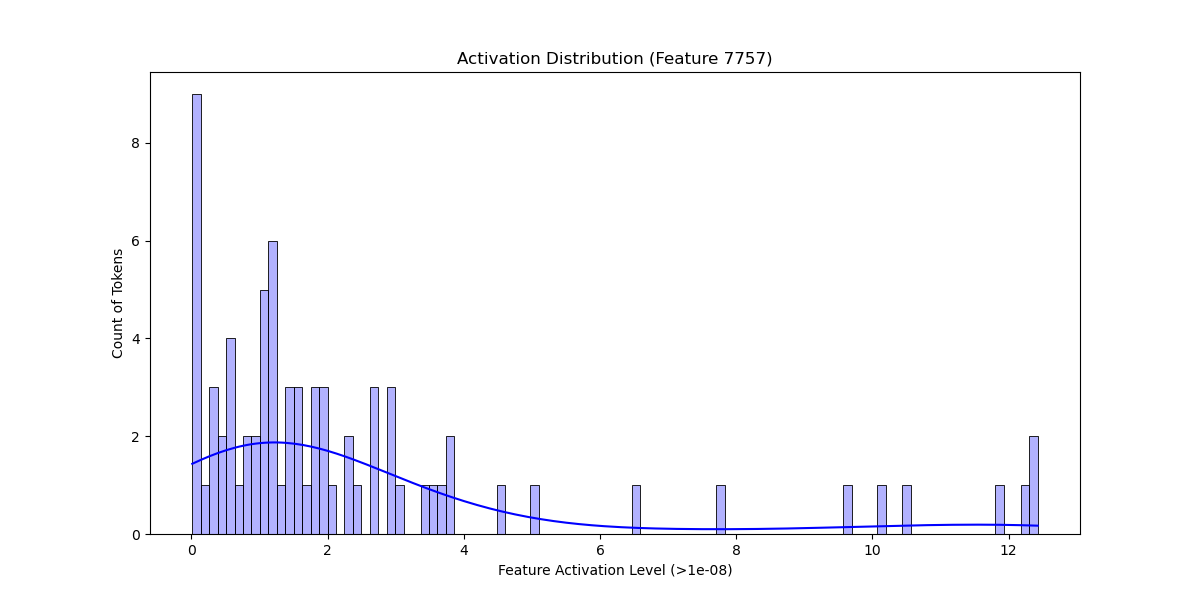 Activation Distribution (Feature 7757)
Count of Tokens
8
6
4
2
0
0 2 4 6 8 10 12
Feature Activation Level (>1e-08)